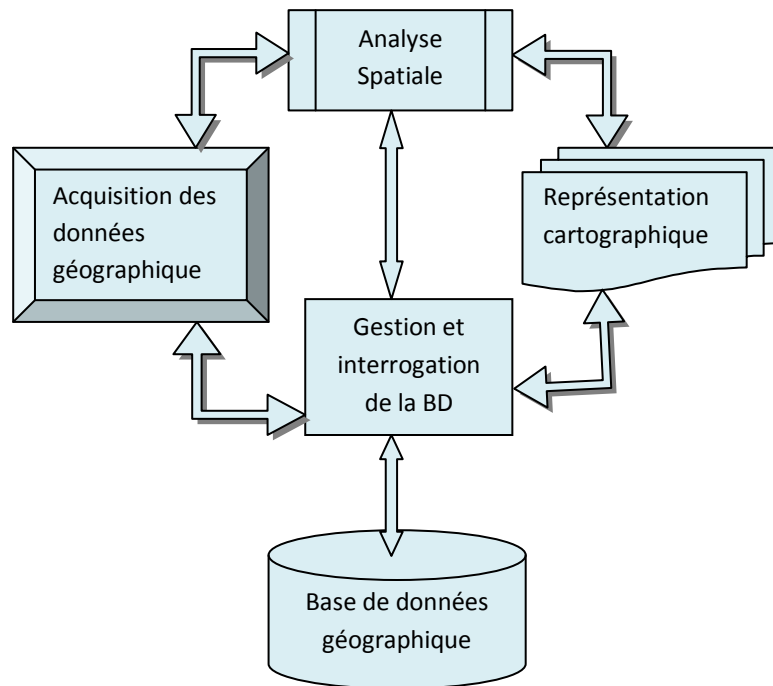 Analyse
Spatiale
Acquisition des
données
géographique
Représentation
cartographique
Gestion et
interrogation
de la BD
Base de données
géographique